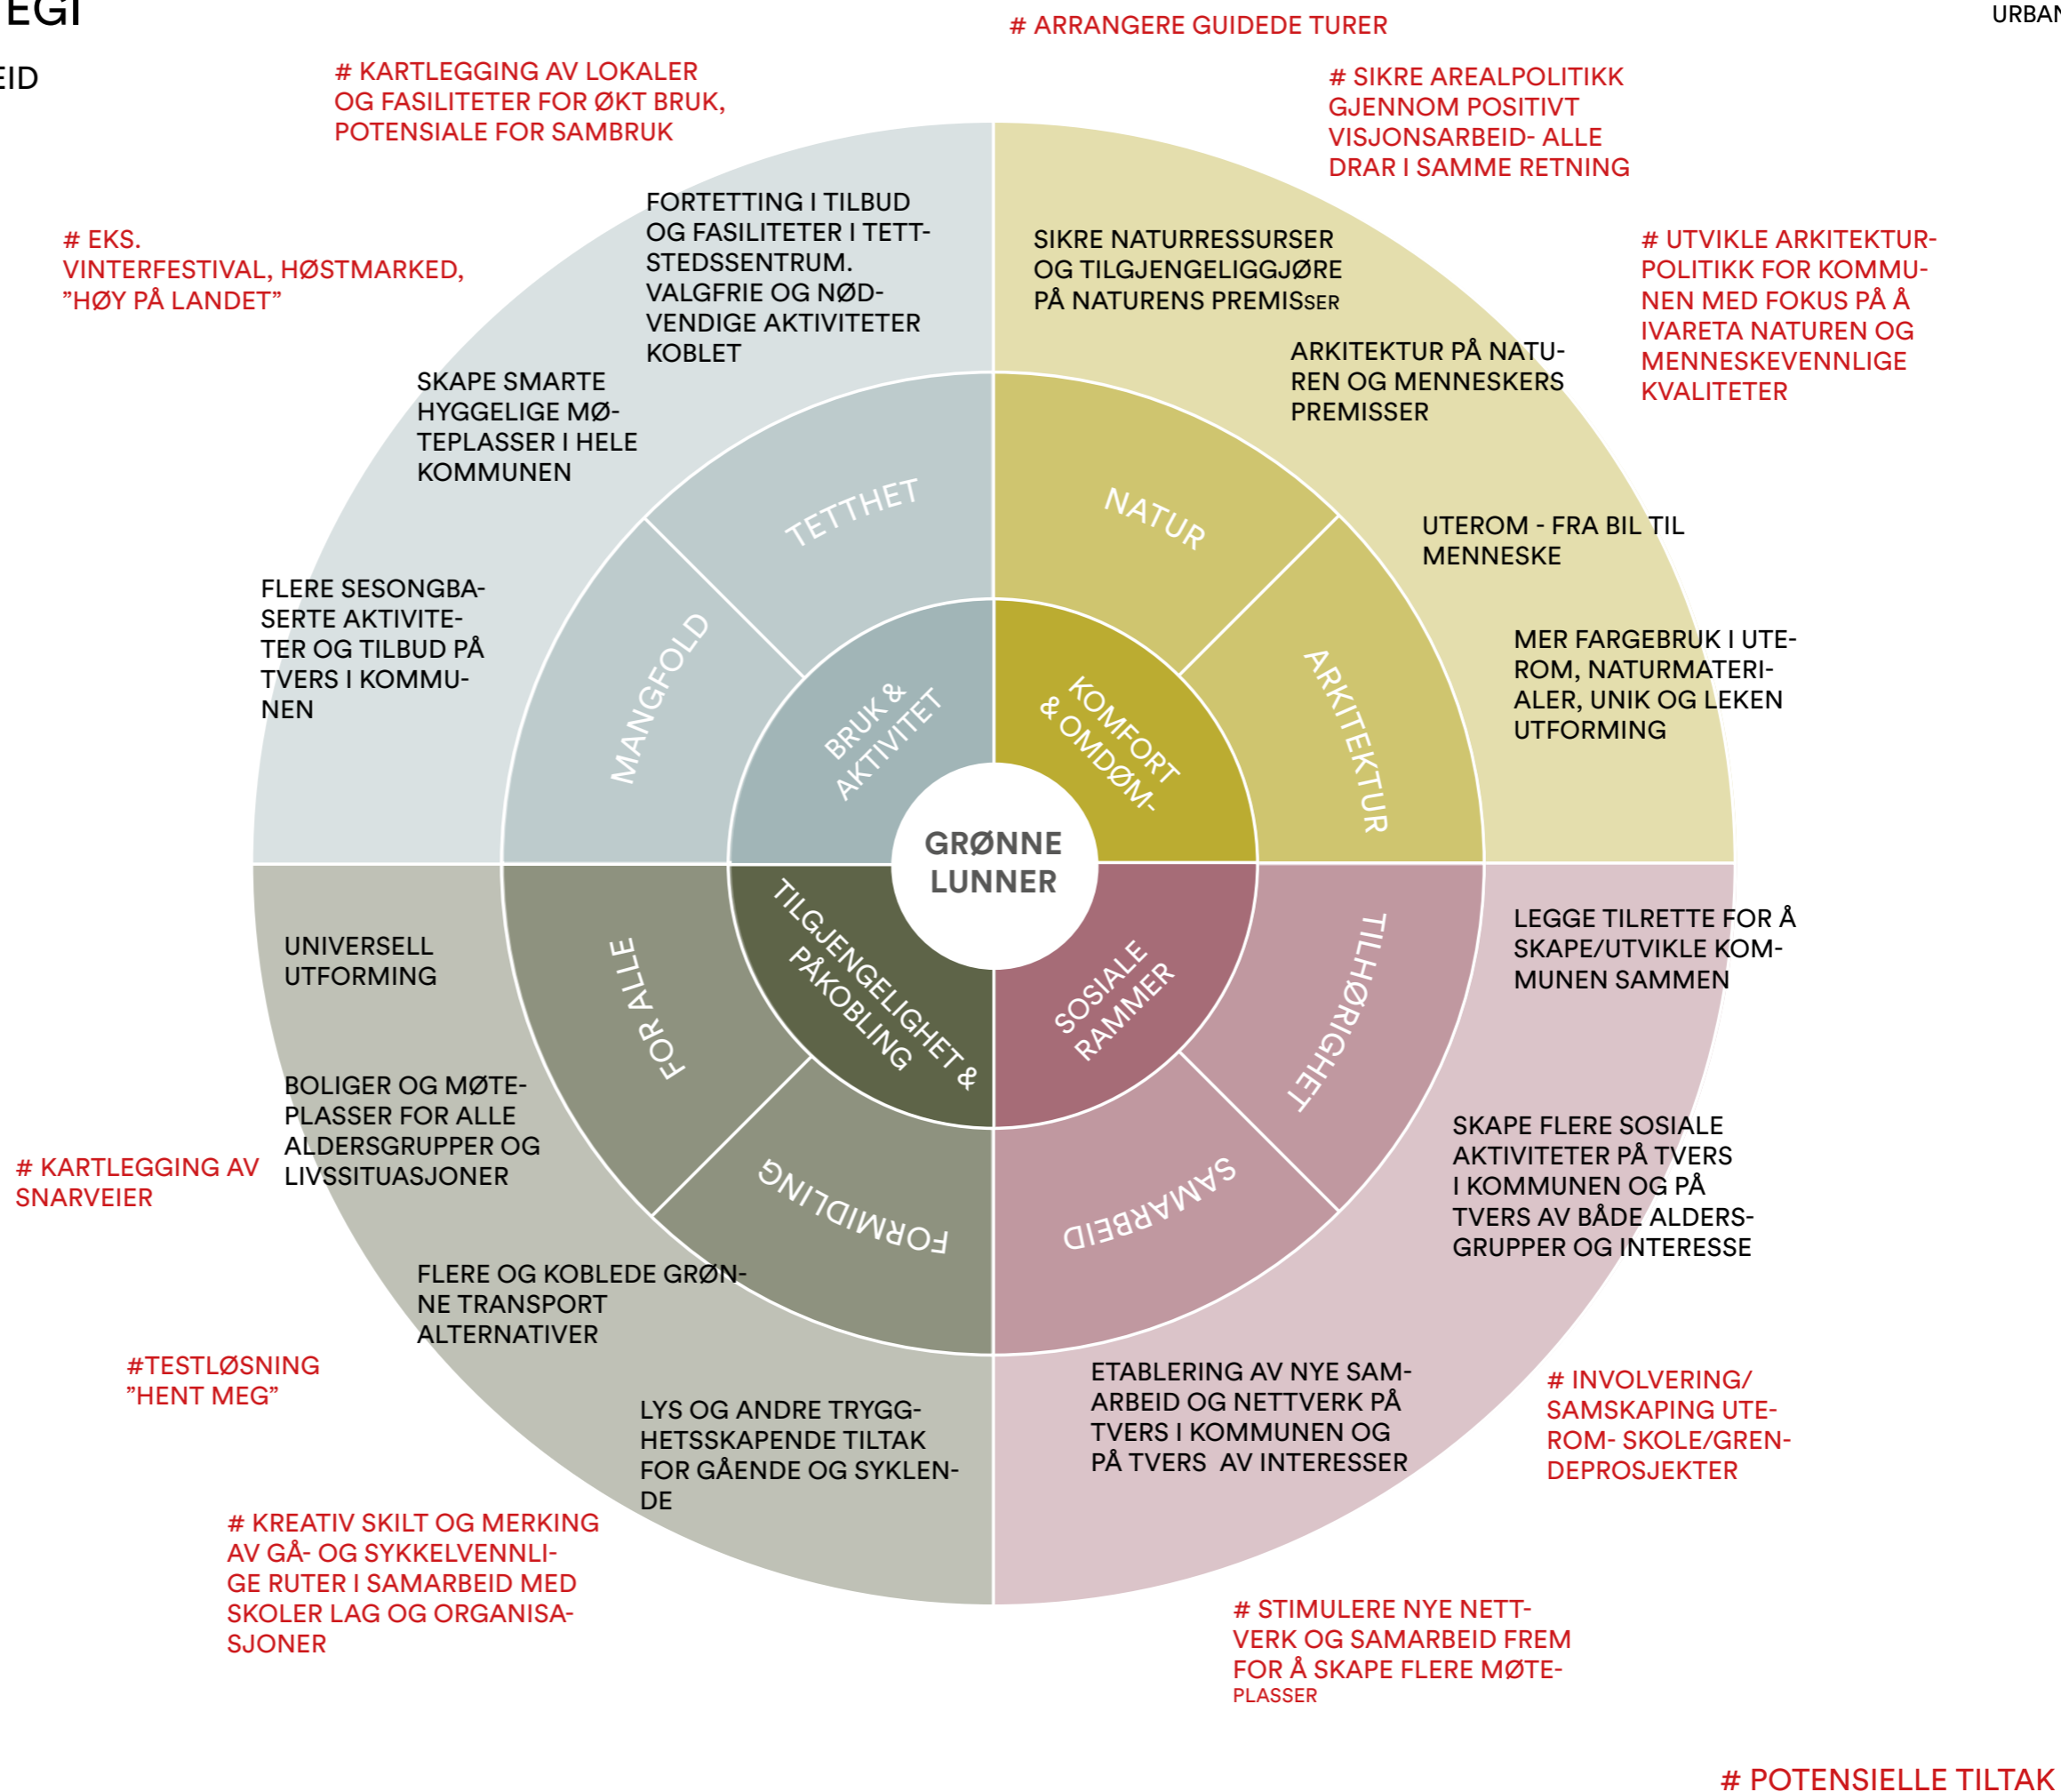 EGI
EID
URBAN
# ARRANGERE GUIDEDE TURER
# KARTLEGGING AV LOKALER
OG FASILITETER FOR ØKT BRUK,
POTENSIALE FOR SAMBRUK
# SIKRE AREALPOLITIKK
GJENNOM POSITIVT
VISJONSARBEID- ALLE
DRAR I SAMME RETNING
# EKS.
VINTERFESTIVAL, HØSTMARKED,
”HØY PÅ LANDET”
FORTETTING I TILBUD
OG FASILITETER I TETT-
STEDSSENTRUM.
VALGFRIE OG NØD-
VENDIGE AKTIVITETER
KOBLET
SIKRE NATURRESSURSER
OG TILGJENGELIGGJØRE
PÅ NATURENS PREMISSER
# UTVIKLE ARKITEKTUR-
POLITIKK FOR KOMMU-
NEN MED FOKUS PÅ Å
IVARETA NATUREN OG
MENNESKEVENNLIGE
KVALITETER
ARKITEKTUR PÅ NATU-
REN OG MENNESKERS
PREMISSER
SKAPE SMARTE
HYGGELIGE MØ-
TEPLASSER I HELE
KOMMUNEN
TETTHET
NATUR
UTEROM - FRA BIL TIL
MENNESKE
FLERE SESONGBA-
SERTE AKTIVITE-
TER OG TILBUD PÅ
TVERS I KOMMU-
NEN
MANGFOLD
ARKITEKTUR
MER FARGEBRUK I UTE-
ROM, NATURMATERI-
ALER, UNIK OG LEKEN
UTFORMING
BRUK &
AKTIVITET
KOMFORT
& OMDØM-
GRØNNE
LUNNER
TILGJENGELIGHET &
PÅKOBLING
SOSIALE
RAMMER
UNIVERSELL
UTFORMING
FOR ALLE
TILHØRIGHET
LEGGE TILRETTE FOR Å
SKAPE/UTVIKLE KOM-
MUNEN SAMMEN
BOLIGER OG MØTE-
PLASSER FOR ALLE
ALDERSGRUPPER OG
LIVSSITUASJONER
# KARTLEGGING AV
SNARVEIER
FORMIDLING
SAMARBEID
SKAPE FLERE SOSIALE
AKTIVITETER PÅ TVERS
I KOMMUNEN OG PÅ
TVERS AV BÅDE ALDERS-
GRUPPER OG INTERESSE
FLERE OG KOBLEDE GRØN-
NE TRANSPORT
ALTERNATIVER
#TESTLØSNING
”HENT MEG”
LYS OG ANDRE TRYGG-
HETSSKAPENDE TILTAK
FOR GÅENDE OG SYKLEN-
DE
ETABLERING AV NYE SAM-
ARBEID OG NETTVERK PÅ
TVERS I KOMMUNEN OG
PÅ TVERS  AV INTERESSER
# INVOLVERING/
SAMSKAPING UTE-
ROM- SKOLE/GREN-
DEPROSJEKTER
# KREATIV SKILT OG MERKING
AV GÅ- OG SYKKELVENNLI-
GE RUTER I SAMARBEID MED
SKOLER LAG OG ORGANISA-
SJONER
# STIMULERE NYE NETT-
VERK OG SAMARBEID FREM
FOR Å SKAPE FLERE MØTE-
PLASSER
# POTENSIELLE TILTAK